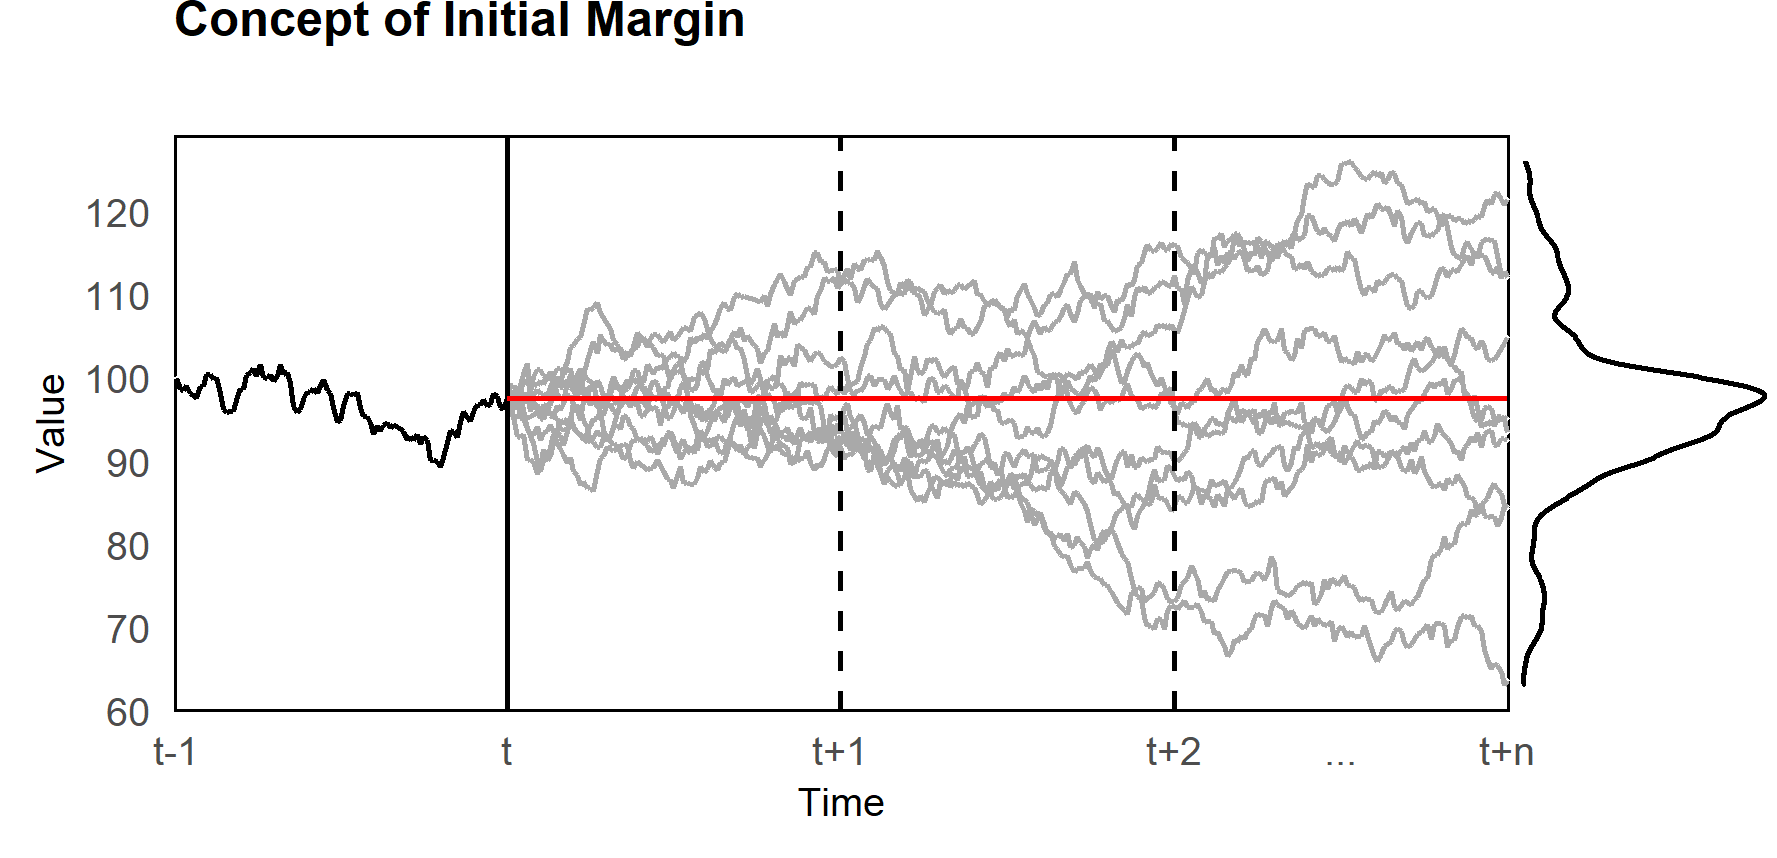 Concept of Initial Margin
Value
120
110
100
90
80
70
60
t-1 t t+1 t+2 ... t+n
Time